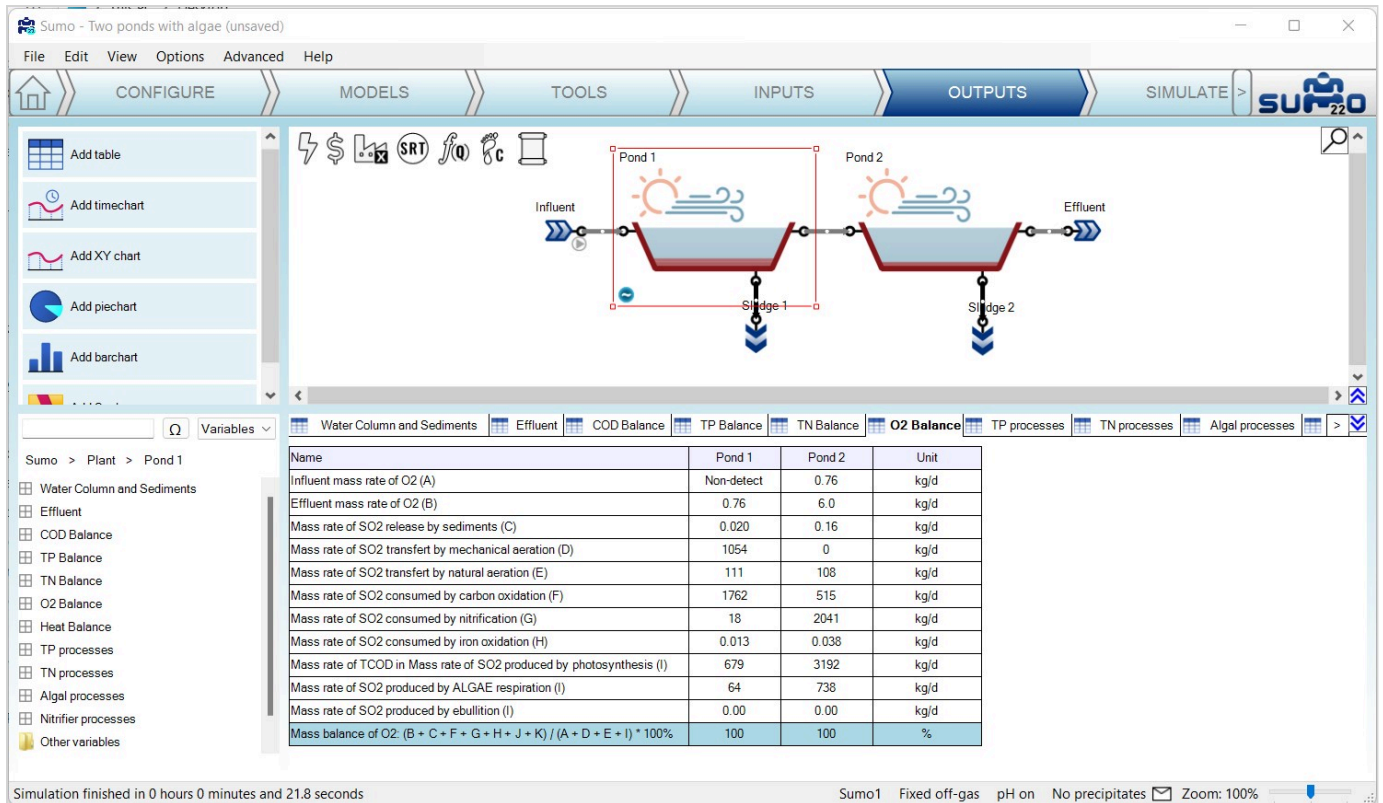 Sumo - Two ponds with algae (unsaved)
File Edit View Options Advanced Help
CONFIGURE MODELS TOOLS INPUTS OUTPUTS SIMULATE > SUMO 22
Add table
Add timechart
Add XY chart
Add piechart
Add barchart
$ x SRT f(Q) C
Pond 1 Pond 2
Influent Effluent
Sludge 1 Sludge 2
Ω Variables
Water Column and Sediments Effluent COD Balance TP Balance TN Balance O2 Balance TP processes TN processes Algal processes >
Sumo > Plant > Pond 1
Water Column and Sediments
Effluent
COD Balance
TP Balance
TN Balance
O2 Balance
Heat Balance
TP processes
TN processes
Algal processes
Nitrifier processes
Other variables
Name Pond 1 Pond 2 Unit
Influent mass rate of O2 (A) Non-detect 0.76 kg/d
Effluent mass rate of O2 (B) 0.76 6.0 kg/d
Mass rate of SO2 release by sediments (C) 0.020 0.16 kg/d
Mass rate of SO2 transfert by mechanical aeration (D) 1054 0 kg/d
Mass rate of SO2 transfert by natural aeration (E) 111 108 kg/d
Mass rate of SO2 consumed by carbon oxidation (F) 1762 515 kg/d
Mass rate of SO2 consumed by nitrification (G) 18 2041 kg/d
Mass rate of SO2 consumed by iron oxidation (H) 0.013 0.038 kg/d
Mass rate of TCOD in Mass rate of SO2 produced by photosynthesis (I) 679 3192 kg/d
Mass rate of SO2 produced by ALGAE respiration (I) 64 738 kg/d
Mass rate of SO2 produced by ebullition (I) 0.00 0.00 kg/d
Mass balance of O2: (B + C + F + G + H + J + K) / (A + D + E + I) * 100% 100 100 %
Simulation finished in 0 hours 0 minutes and 21.8 seconds
Sumo1 Fixed off-gas pH on No precipitates Zoom: 100%